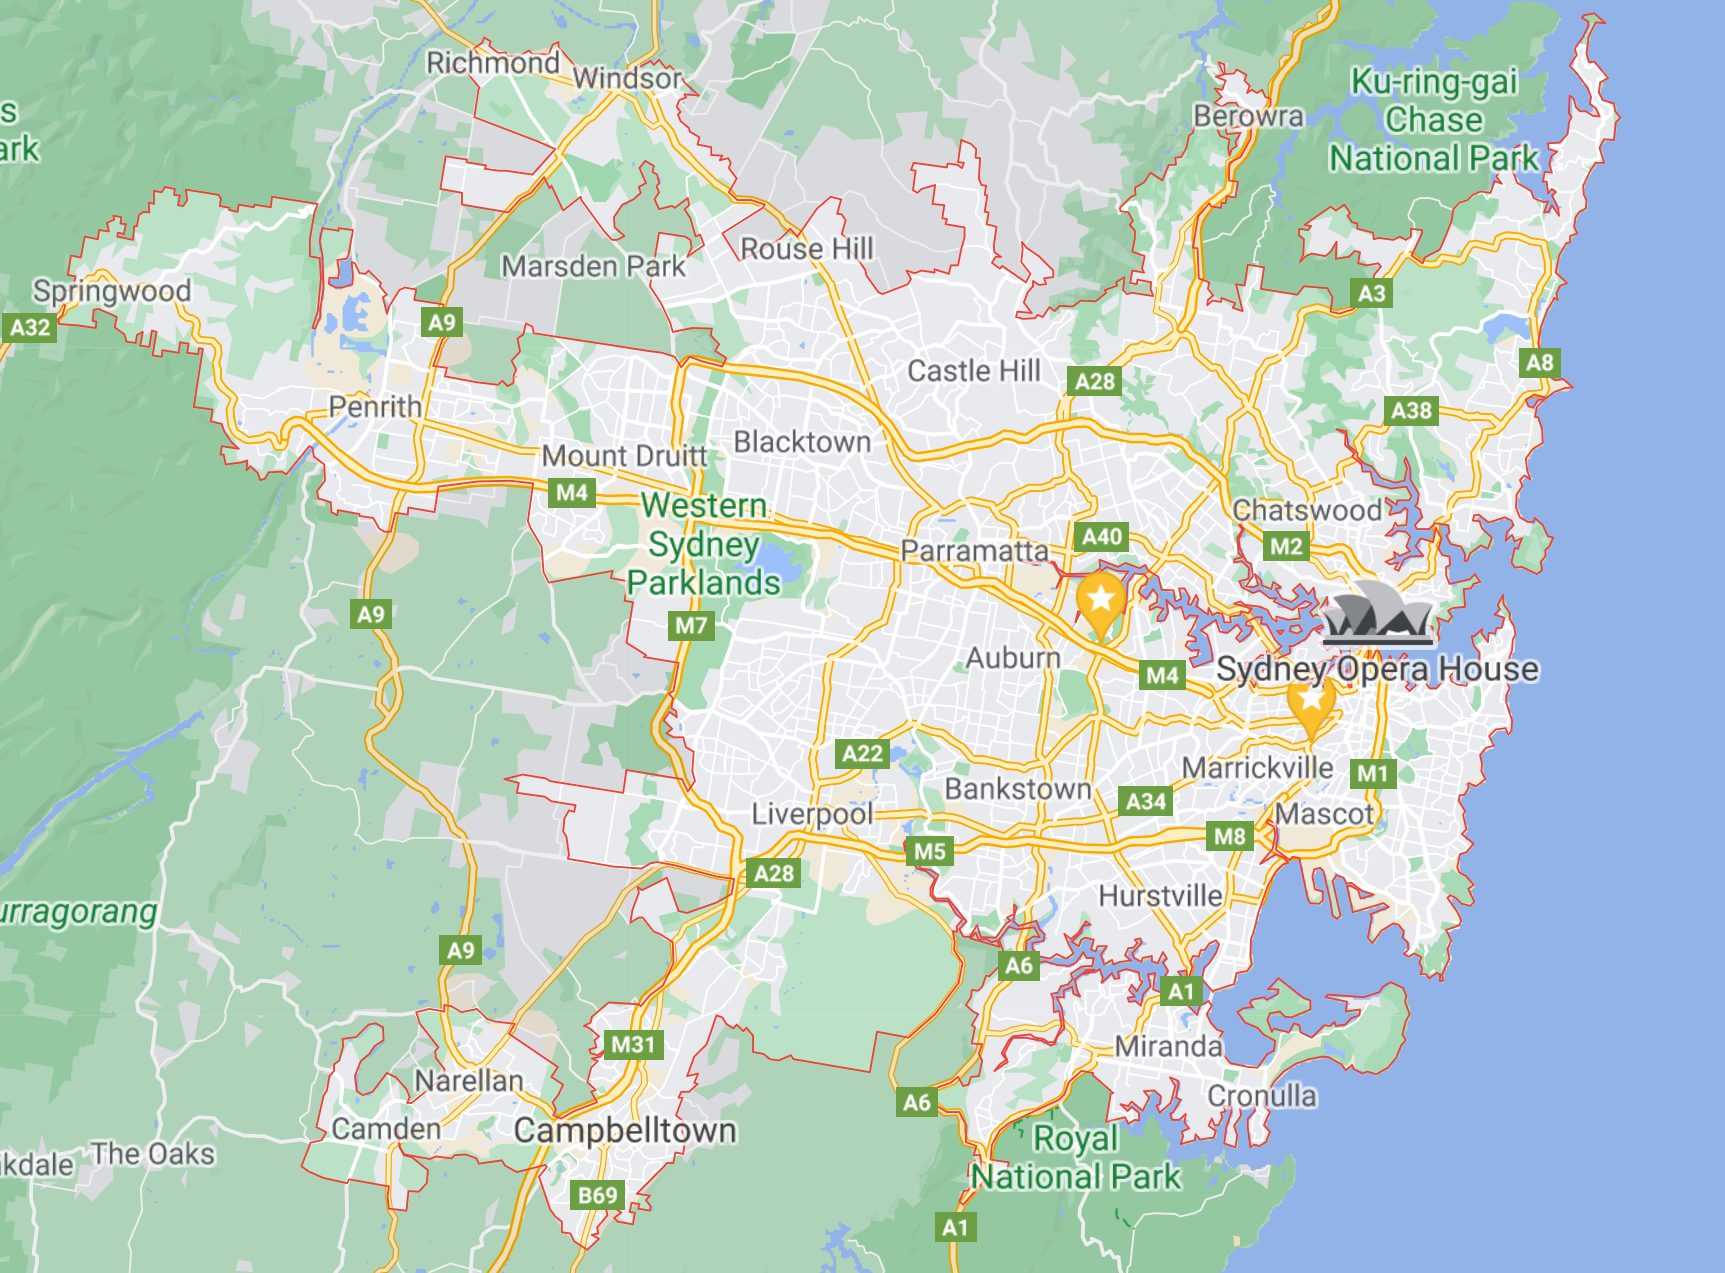 Richmond
Windsor
Ku-ring-gai
Chase
National Park
Berowra
s
ark
Rouse Hill
Marsden Park
Springwood
A32
A9
A3
A8
Castle Hill
A28
Penrith
A38
Blacktown
Mount Druitt
M4
Western
Sydney
Parklands
Chatswood
A40
M2
Parramatta
A9
M7
Auburn
M4
Sydney Opera House
A22
Marrickville
M1
Bankstown
A34
Liverpool
Mascot
M8
M5
A28
Hurstville
urragorang
A9
A6
A1
M31
Miranda
Narellan
Cronulla
A6
Camden
Campbelltown
Royal
National Park
The Oaks
kdale
B69
A1